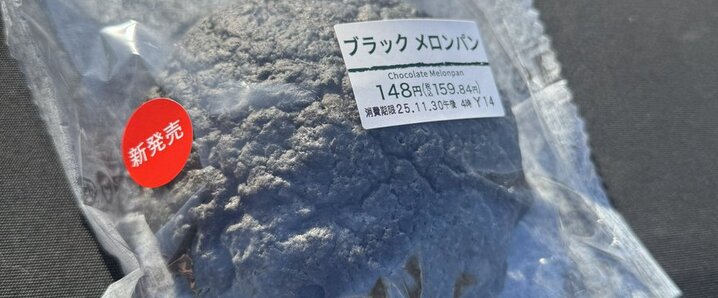 ブラック メロンパン
Chocolate Melonpan
148円(税込159.84円)
消費期限25.11.30午後 4時 Y14
新発売